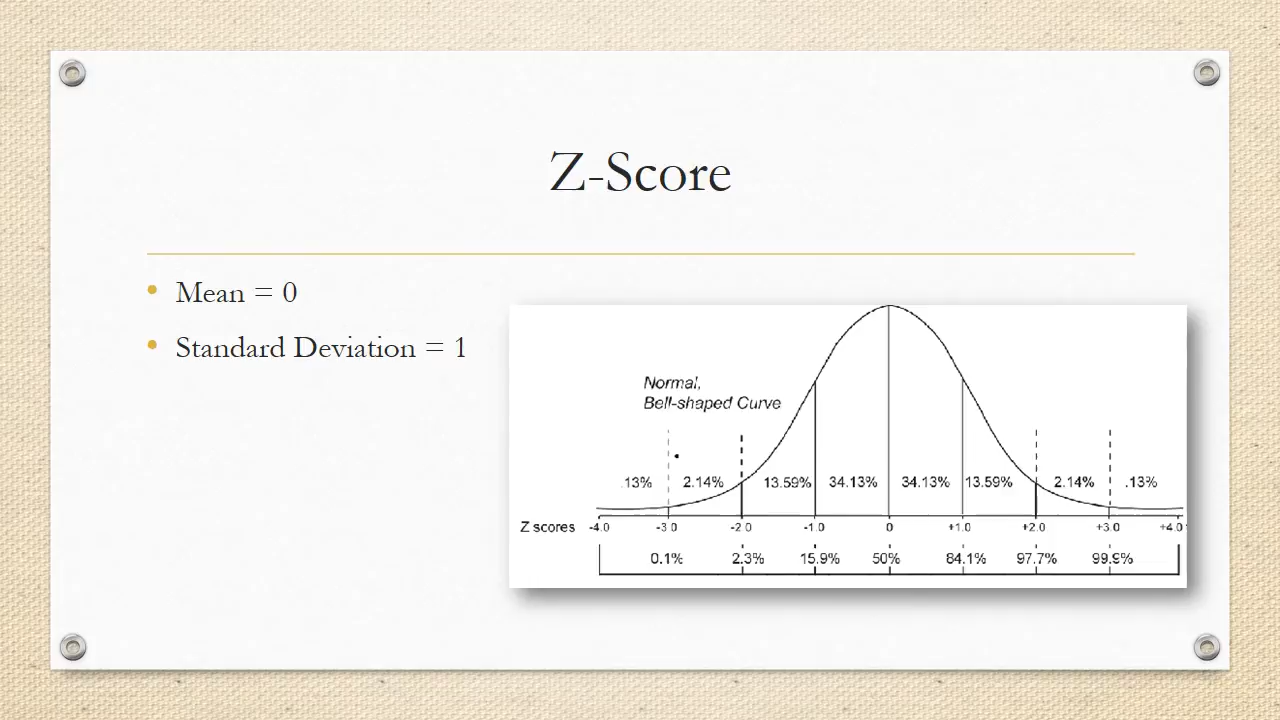 Z-Score
• Mean = 0
• Standard Deviation = 1
Normal,
Bell-shaped Curve
.13% 2.14% 13.59% 34.13% 34.13% 13.59% 2.14% .13%
Z scores -4.0 -3.0 -2.0 -1.0 0 +1.0 +2.0 +3.0 +4.0
0.1% 2.3% 15.9% 50% 84.1% 97.7% 99.9%